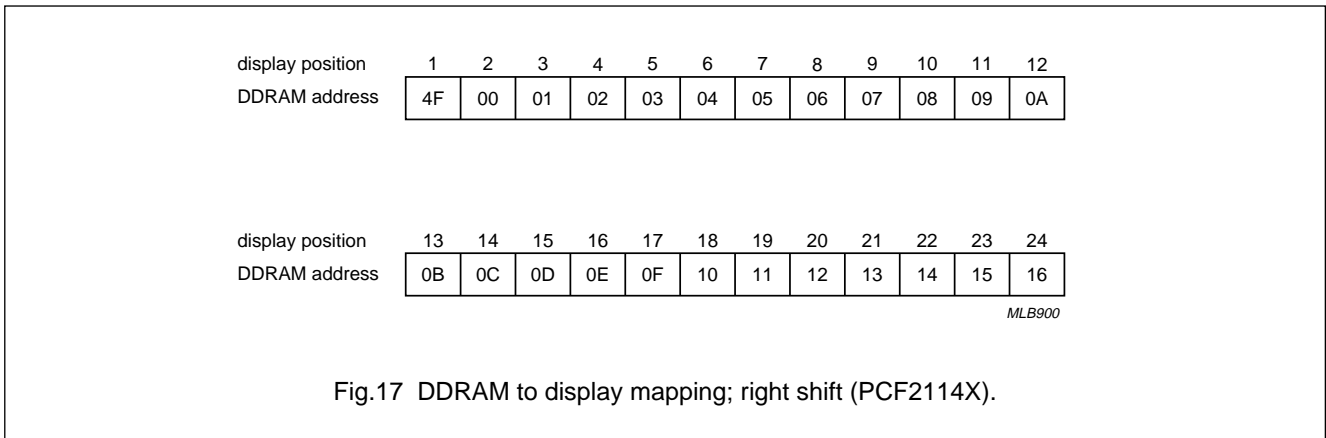 display position 1 2 3 4 5 6 7 8 9 10 11 12
DDRAM address 4F 00 01 02 03 04 05 06 07 08 09 0A
display position 13 14 15 16 17 18 19 20 21 22 23 24
DDRAM address 0B 0C 0D 0E 0F 10 11 12 13 14 15 16
MLB900
Fig.17 DDRAM to display mapping; right shift (PCF2114X).